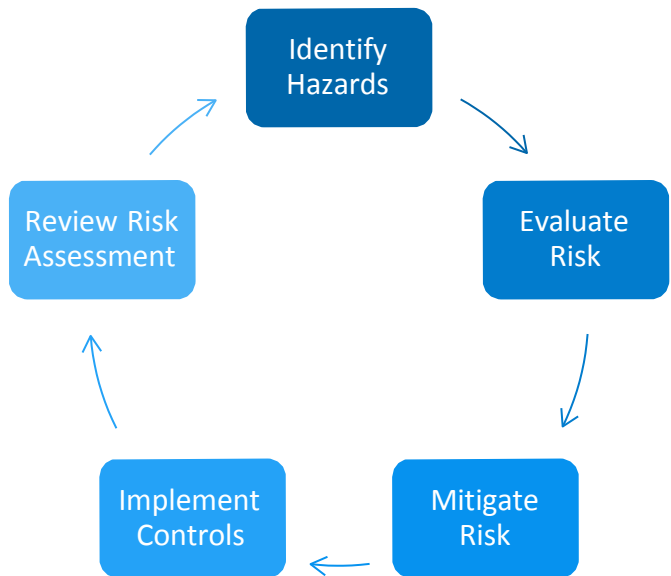 Identify
Hazards
Evaluate
Risk
Mitigate
Risk
Implement
Controls
Review Risk
Assessment